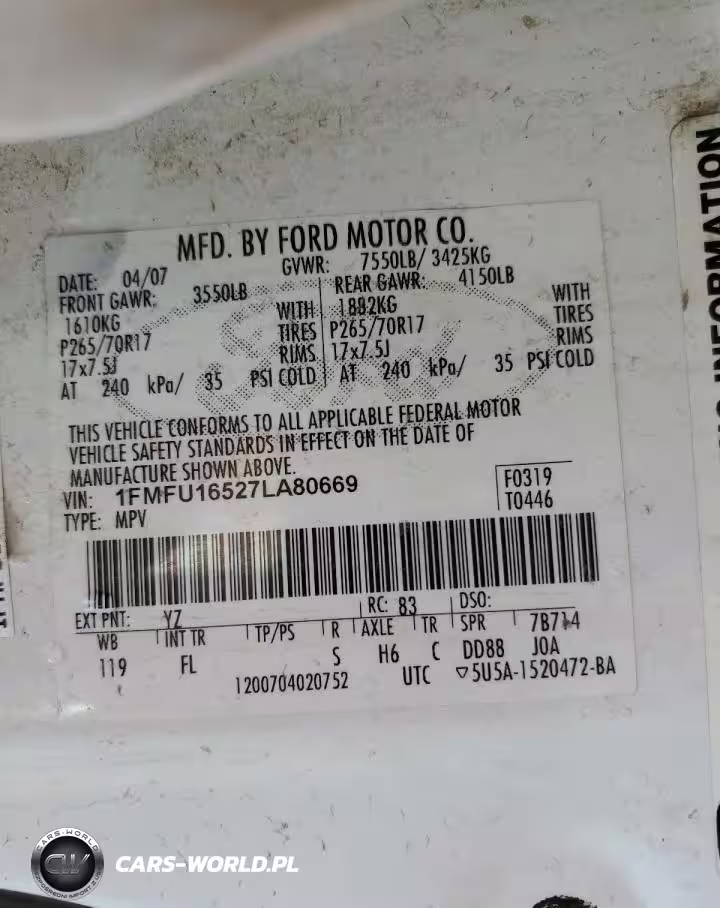 MFD. BY FORD MOTOR CO.
DATE: 04/07 GVWR: 7550LB/ 3425KG
FRONT GAWR: 3550LB REAR GAWR: 4150LB
1610KG WITH 1882KG WITH
P265/70R17 TIRES P265/70R17 TIRES
17x7.5J RIMS 17x7.5J RIMS
AT 240 kPa/ 35 PSI COLD AT 240 kPa/ 35 PSI COLD
THIS VEHICLE CONFORMS TO ALL APPLICABLE FEDERAL MOTOR
VEHICLE SAFETY STANDARDS IN EFFECT ON THE DATE OF
MANUFACTURE SHOWN ABOVE.
VIN: 1FMFU16527LA80669 F0319
TYPE: MPV T0446
EXT PNT: YZ RC: 83 DSO:
WB INT TR TP/PS R AXLE TR SPR 7B714
119 FL S H6 C DD88 J0A
1200704020752 UTC ▽5U5A-1520472-BA
INFORMATION
CARS-WORLD
CW
CARS-WORLD.PL